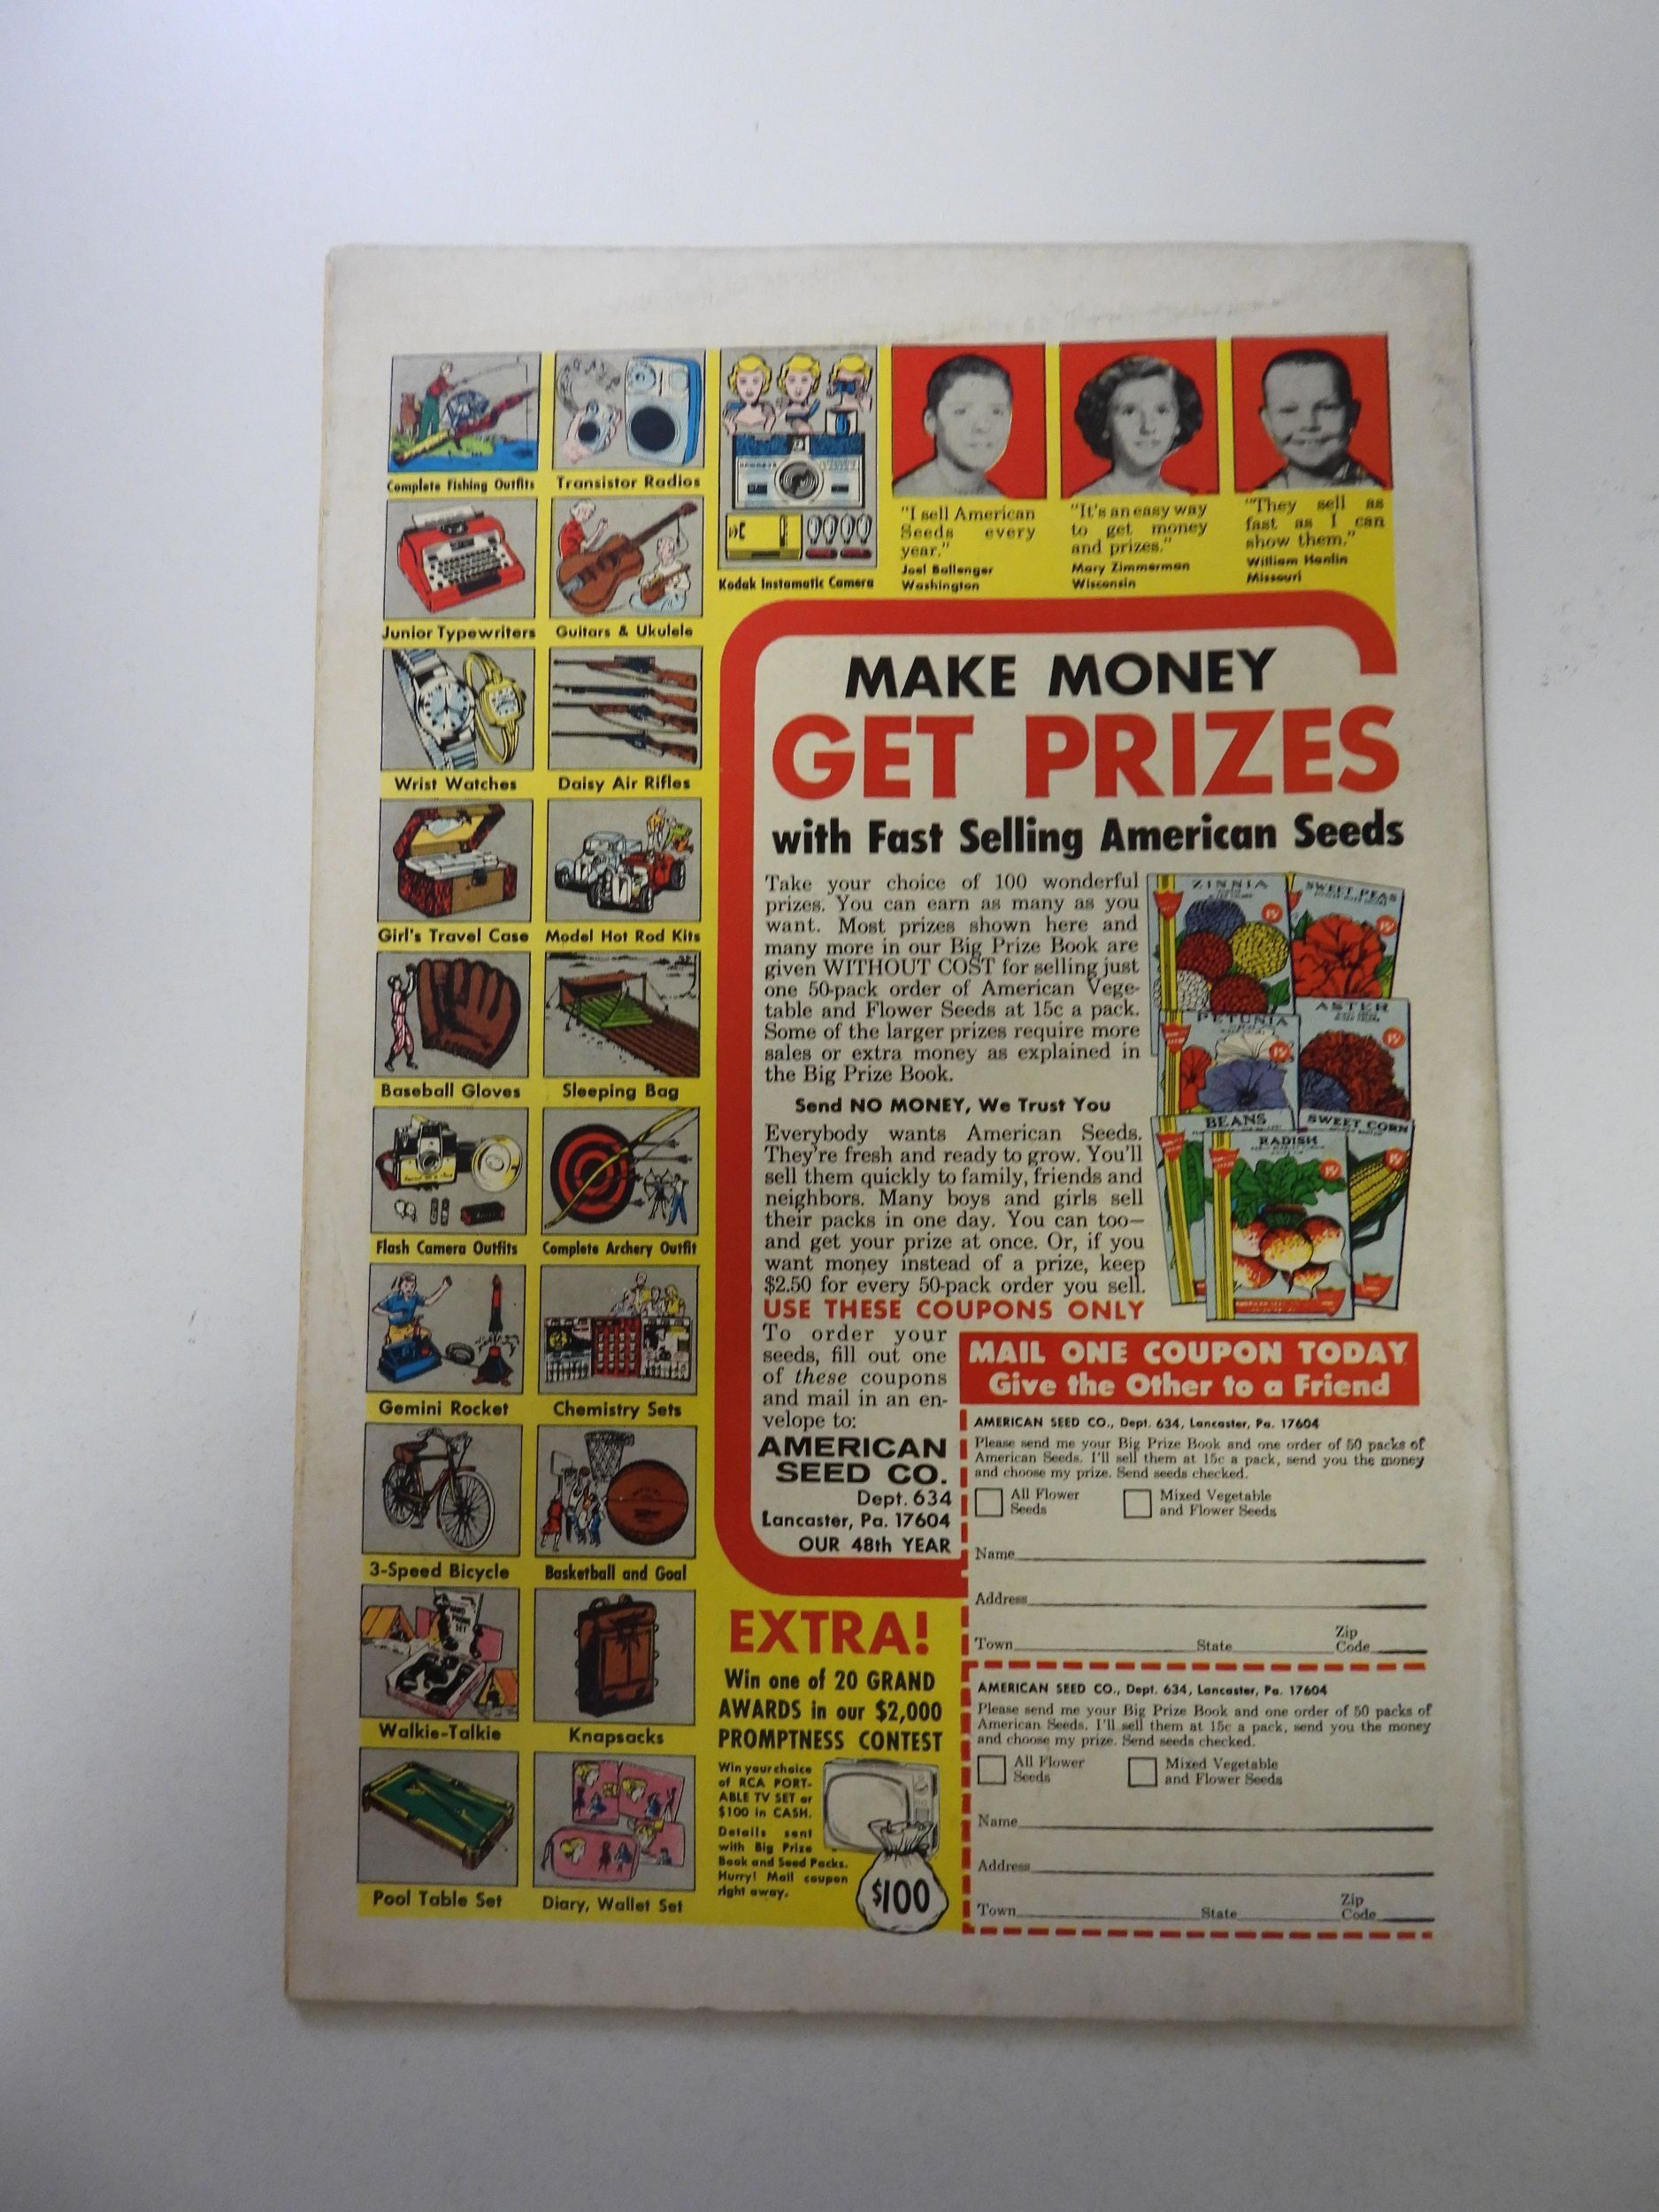 Complete Fishing Outfits
Transistor Radios
Junior Typewriters
Guitars & Ukulele
Wrist Watches
Daisy Air Rifles
Girl's Travel Case
Model Hot Rod Kits
Baseball Gloves
Sleeping Bag
Flash Camera Outfits
Complete Archery Outfit
Gemini Rocket
Chemistry Sets
3-Speed Bicycle
Basketball and Goal
Walkie-Talkie
Knapsacks
Pool Table Set
Diary, Wallet Set
Kodak Instamatic Camera
"I sell American
Seeds every
year."
Joel Ballenger
Washington
"It's an easy way
to get money
and prizes."
Mary Zimmerman
Wisconsin
"They sell as
fast as I can
show them."
William Hanlin
Missouri
MAKE MONEY
GET PRIZES
with Fast Selling American Seeds
Take your choice of 100 wonderful
prizes. You can earn as many as you
want. Most prizes shown here and
many more in our Big Prize Book are
given WITHOUT COST for selling just
one 50-pack order of American Vege-
table and Flower Seeds at 15c a pack.
Some of the larger prizes require more
sales or extra money as explained in
the Big Prize Book.
Send NO MONEY, We Trust You
Everybody wants American Seeds.
They're fresh and ready to grow. You'll
sell them quickly to family, friends and
neighbors. Many boys and girls sell
their packs in one day. You can too—
and get your prize at once. Or, if you
want money instead of a prize, keep
$2.50 for every 50-pack order you sell.
USE THESE COUPONS ONLY
To order your
seeds, fill out one
of these coupons
and mail in an en-
velope to:
AMERICAN
SEED CO.
Dept. 634
Lancaster, Pa. 17604
OUR 48th YEAR
ZINNIA
15¢
SWEET PEAS
15¢
PETUNIA
15¢
ASTER
15¢
BEANS
SWEET CORN
15¢
RADISH
15¢
MAIL ONE COUPON TODAY
Give the Other to a Friend
AMERICAN SEED CO., Dept. 634, Lancaster, Pa. 17604
Please send me your Big Prize Book and one order of 50 packs of
American Seeds. I'll sell them at 15c a pack, send you the money
and choose my prize. Send seeds checked.
All Flower
Seeds
Mixed Vegetable
and Flower Seeds
Name
Address
Town State Zip Code
AMERICAN SEED CO., Dept. 634, Lancaster, Pa. 17604
Please send me your Big Prize Book and one order of 50 packs of
American Seeds. I'll sell them at 15c a pack, send you the money
and choose my prize. Send seeds checked.
All Flower
Seeds
Mixed Vegetable
and Flower Seeds
Name
Address
Town State Zip Code
EXTRA!
Win one of 20 GRAND
AWARDS in our $2,000
PROMPTNESS CONTEST
Win your choice
of RCA PORT-
ABLE TV SET or
$100 in CASH.
Details sent
with Big Prize
Book and Seed Packs.
Hurry! Mail coupon
right away.
$100